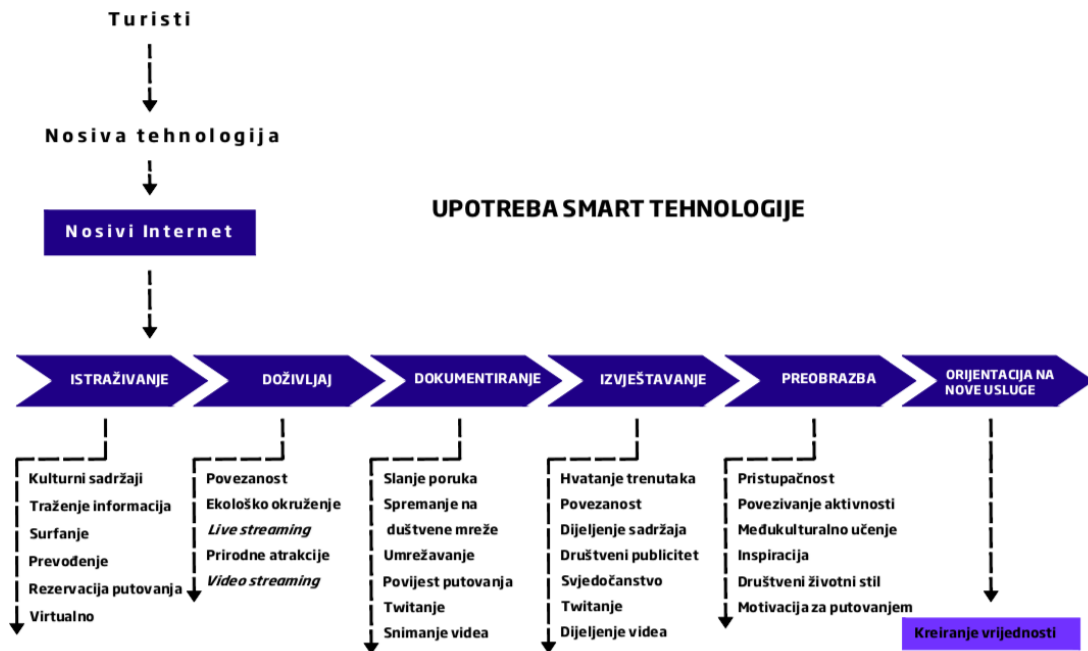 Turisti
Nosiva tehnologija
Nosivi Internet
UPOTREBA SMART TEHNOLOGIJE
ISTRAŽIVANJE
DOŽIVLJAJ
DOKUMENTIRANJE
IZVJEŠTAVANJE
PREOBRAZBA
ORIJENTACIJA NA
NOVE USLUGE
Kulturni sadržaji
Traženje informacija
Surfanje
Prevođenje
Rezervacija putovanja
Virtualno
Povezanost
Ekološko okruženje
Live streaming
Prirodne atrakcije
Video streaming
Slanje poruka
Spremanje na
duštvene mreže
Umrežavanje
Povijest putovanja
Twitanje
Snimanje videa
Hvatanje trenutaka
Povezanost
Dijeljenje sadržaja
Društveni publicitet
Svjedočanstvo
Twitanje
Dijeljenje videa
Pristupačnost
Povezivanje aktivnosti
Međukulturalno učenje
Inspiracija
Društveni životni stil
Motivacija za putovanjem
Kreiranje vrijednosti